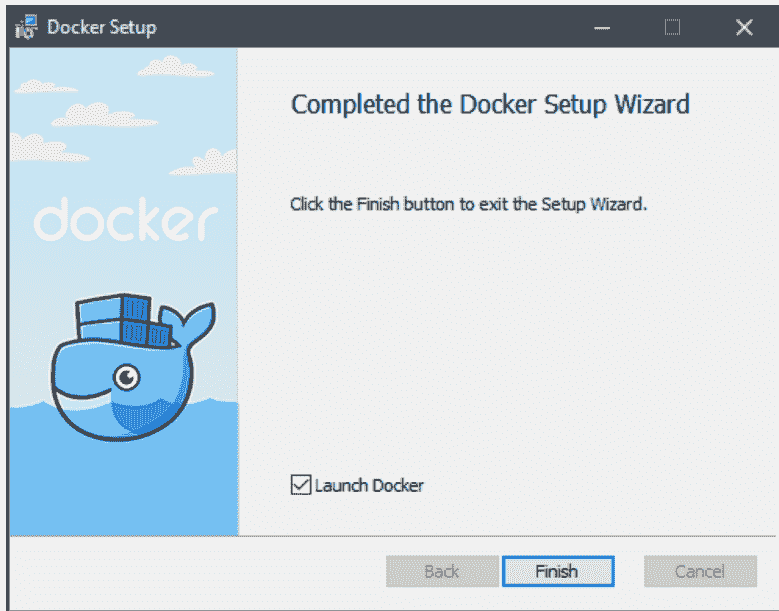 Docker Setup
docker
Completed the Docker Setup Wizard
Click the Finish button to exit the Setup Wizard.
Launch Docker
Back
Finish
Cancel